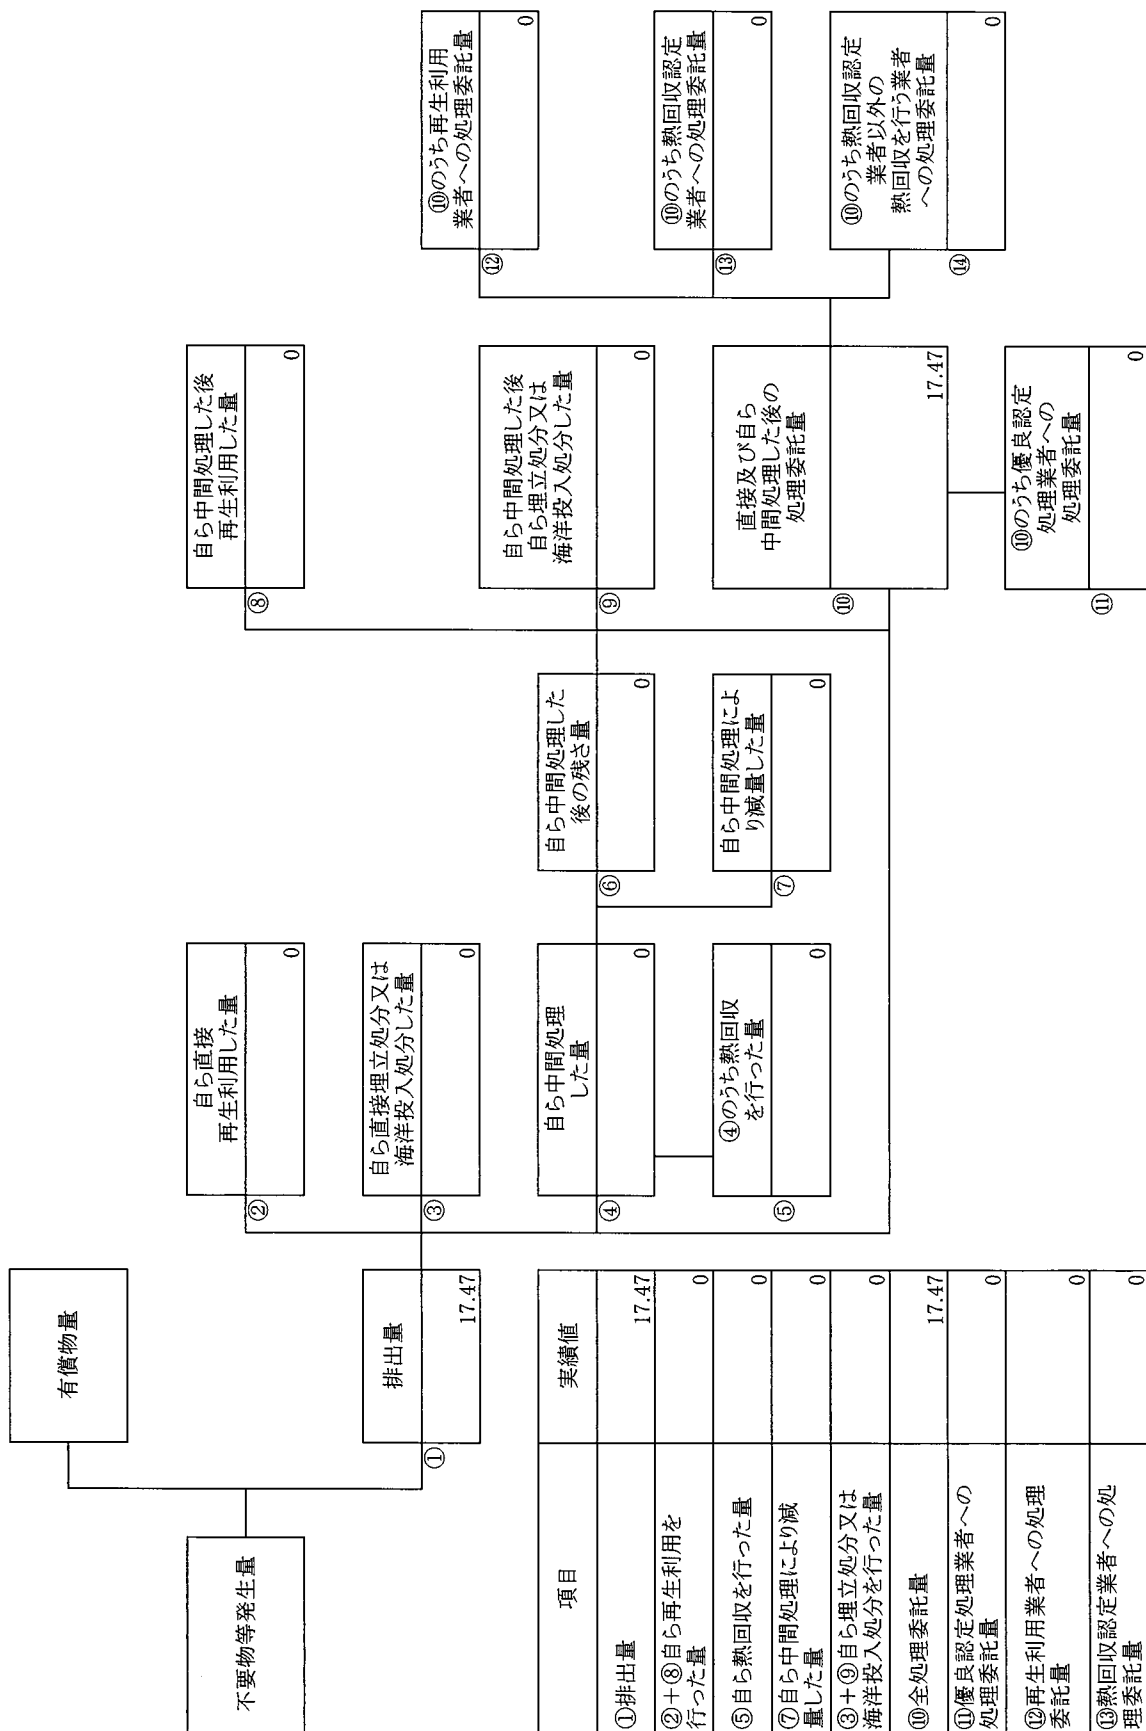 不要物等発生量
有償物量
①
排出量
17.47
②
自ら直接
再生利用した量
0
③
自ら直接埋立処分又は
海洋投入処分した量
0
④
自ら中間処理
した量
0
⑤
④のうち熱回収
を行った量
0
⑥
自ら中間処理した
後の残さ量
0
⑦
自ら中間処理によ
り減量した量
0
⑧
自ら中間処理した後
再生利用した量
0
⑨
自ら中間処理した後
自ら埋立処分又は
海洋投入処分した量
0
⑩
直接及び自ら
中間処理した後の
処理委託量
17.47
⑪
⑩のうち優良認定
処理業者への
処理委託量
0
⑫
⑩のうち再生利用
業者への処理委託量
0
⑬
⑩のうち熱回収認定
業者への処理委託量
0
⑭
⑩のうち熱回収認定
業者以外の
熱回収を行う業者
への処理委託量
0
項目
実績値
①排出量
17.47
②+⑧自ら再生利用を
行った量
0
⑤自ら熱回収を行った量
0
⑦自ら中間処理により減
量した量
0
③+⑨自ら埋立処分又は
海洋投入処分を行った量
0
⑩全処理委託量
17.47
⑪優良認定処理業者への
処理委託量
0
⑫再生利用業者への処理
委託量
0
⑬熱回収認定業者への処
理委託量
0